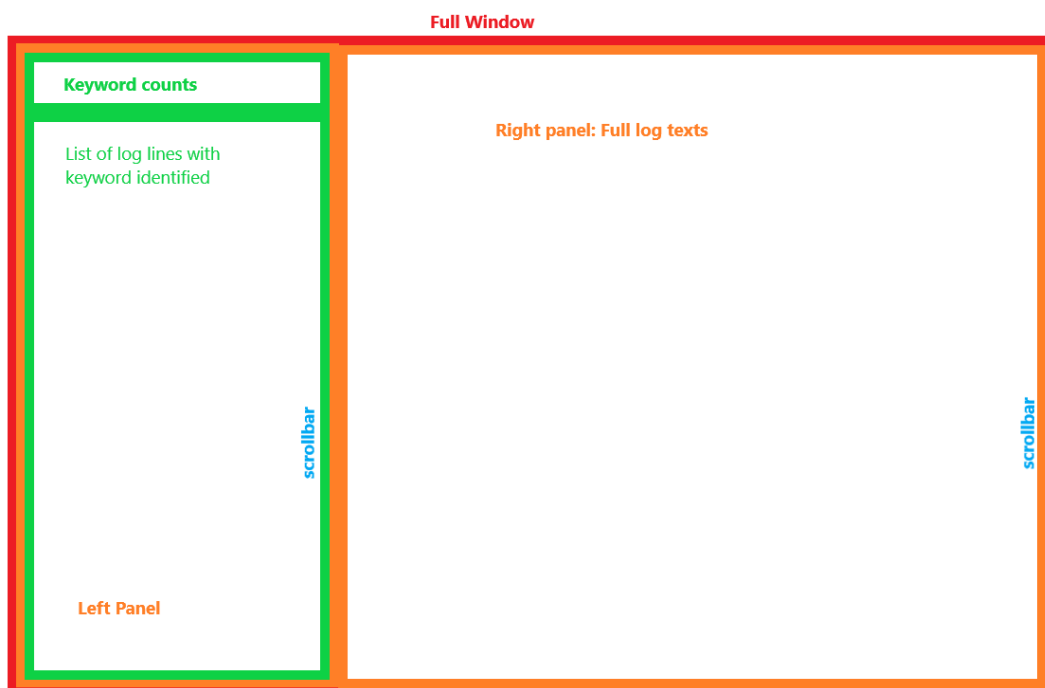 Full Window
Keyword counts
List of log lines with
keyword identified
scrollbar
Left Panel
Right panel: Full log texts
scrollbar